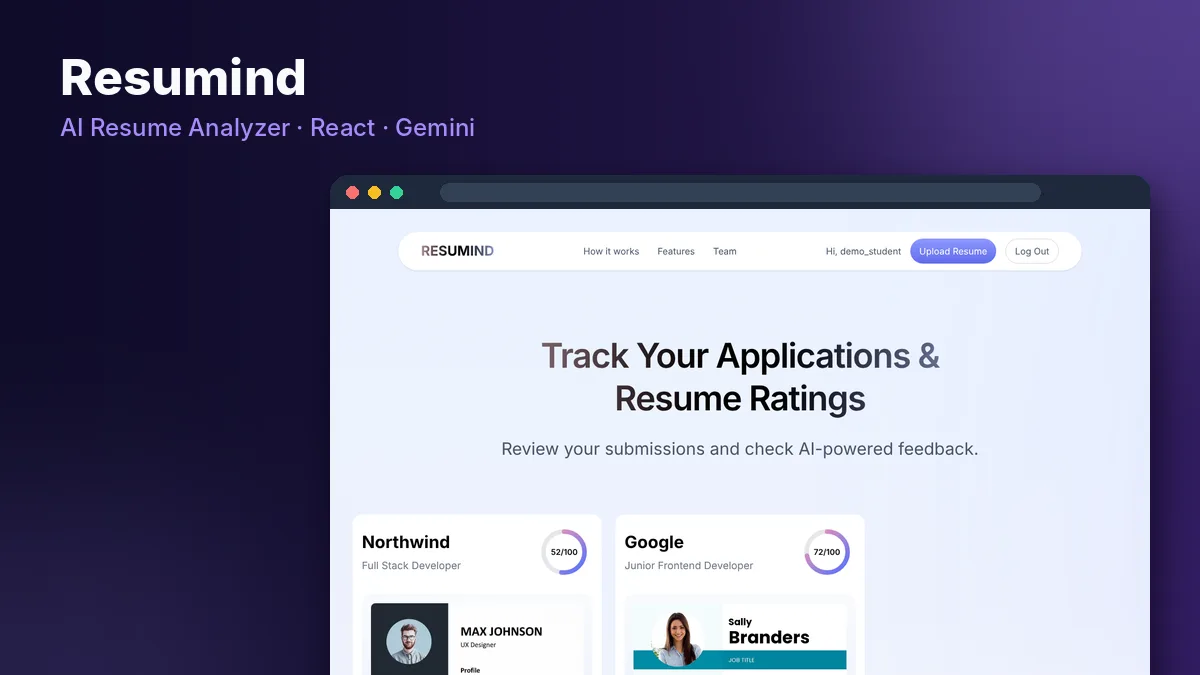 Resumind
AI Resume Analyzer · React · Gemini
RESUMIND
How it works
Features
Team
Hi, demo_student
Upload Resume
Log Out
Track Your Applications &
Resume Ratings
Review your submissions and check AI-powered feedback.
Northwind
Full Stack Developer
52/100
MAX JOHNSON
UX Designer
Profile
Google
Junior Frontend Developer
72/100
Sally
Branders
JOB TITLE